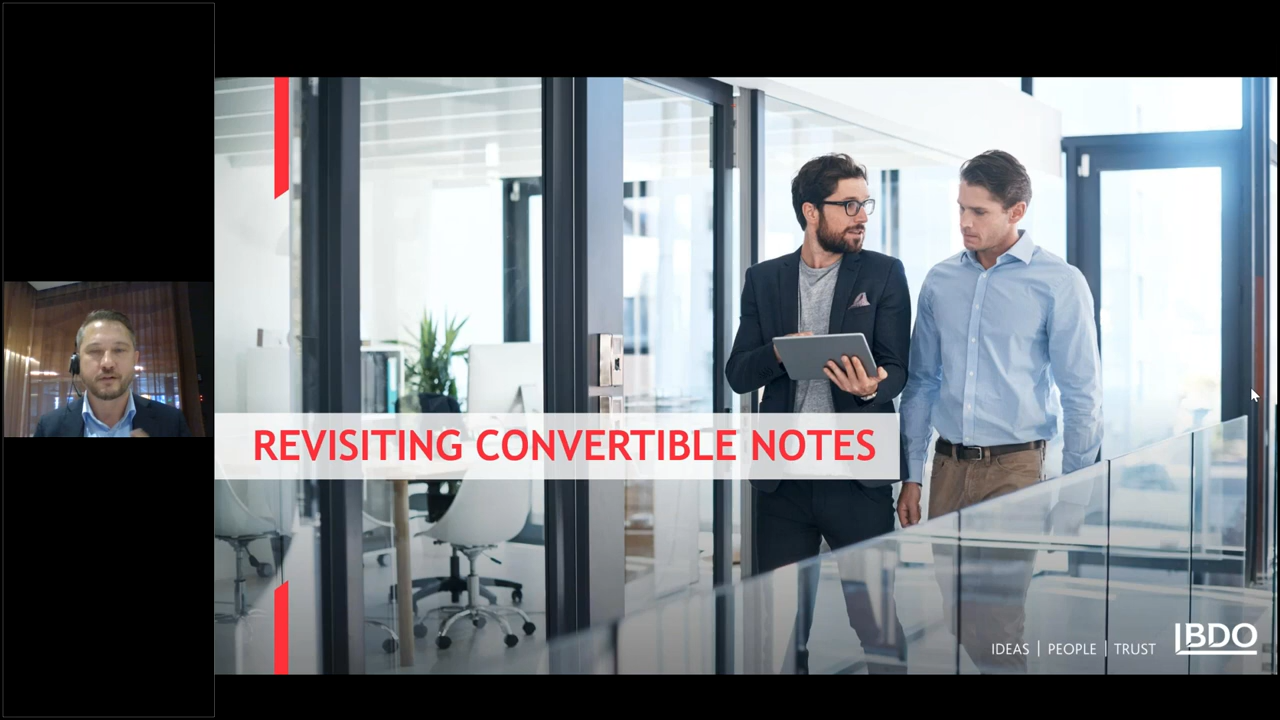 REVISITING CONVERTIBLE NOTES
IDEAS | PEOPLE | TRUST
BDO